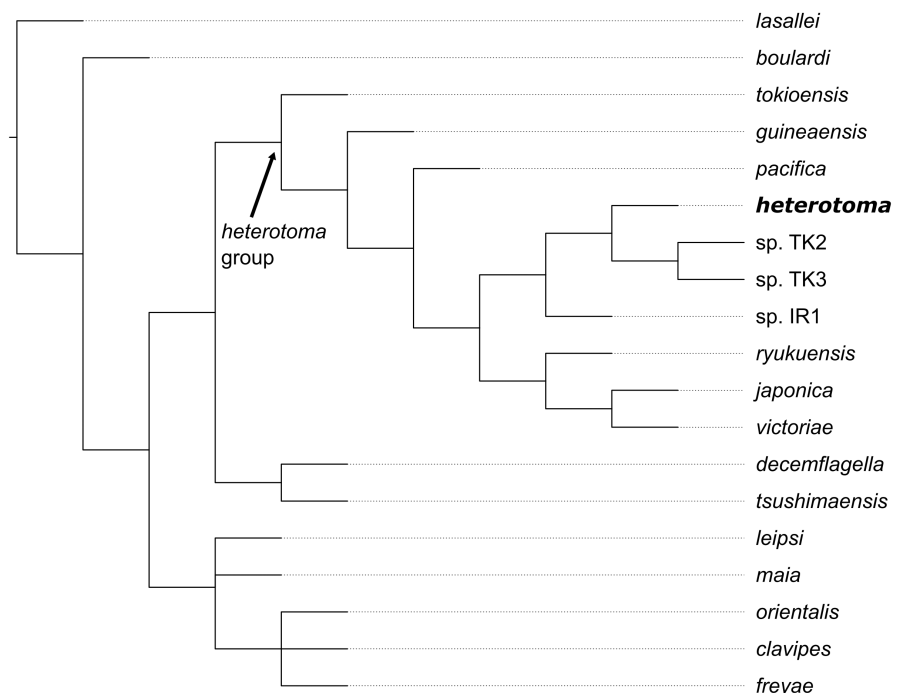 lasallei
boulardi
tokioensis
guineaensis
pacifica
heterotoma
heterotoma
group
sp. TK2
sp. TK3
sp. IR1
ryukuensis
japonica
victoriae
decemflagella
tsushimaensis
leipsi
maia
orientalis
clavipes
freyae